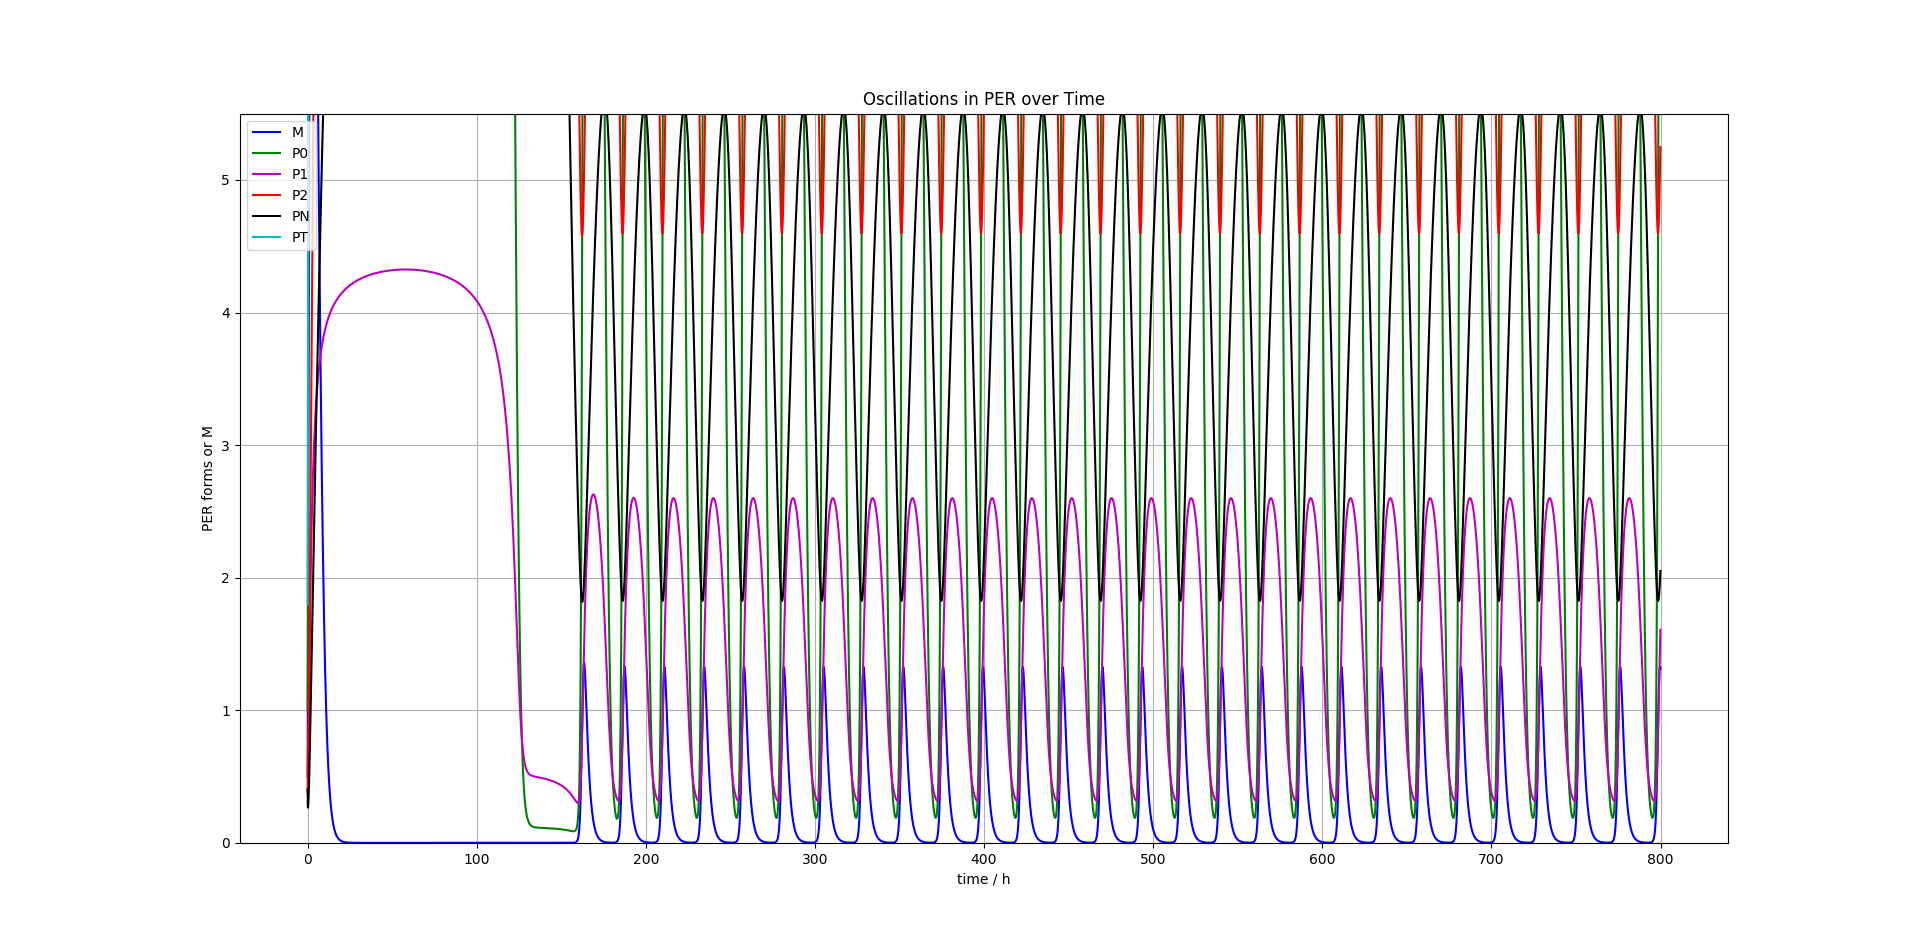 Oscillations in PER over Time
M
P0
P1
P2
PN
PT
PER forms or M
5
4
3
2
1
0
0 100 200 300 400 500 600 700 800
time / h